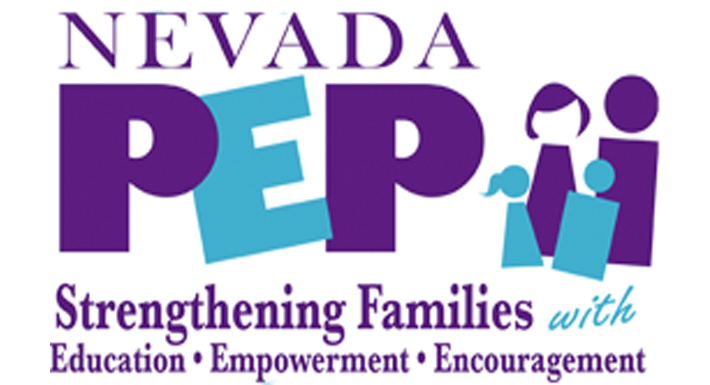 NEVADA
PEP
Strengthening Families with
Education • Empowerment • Encouragement